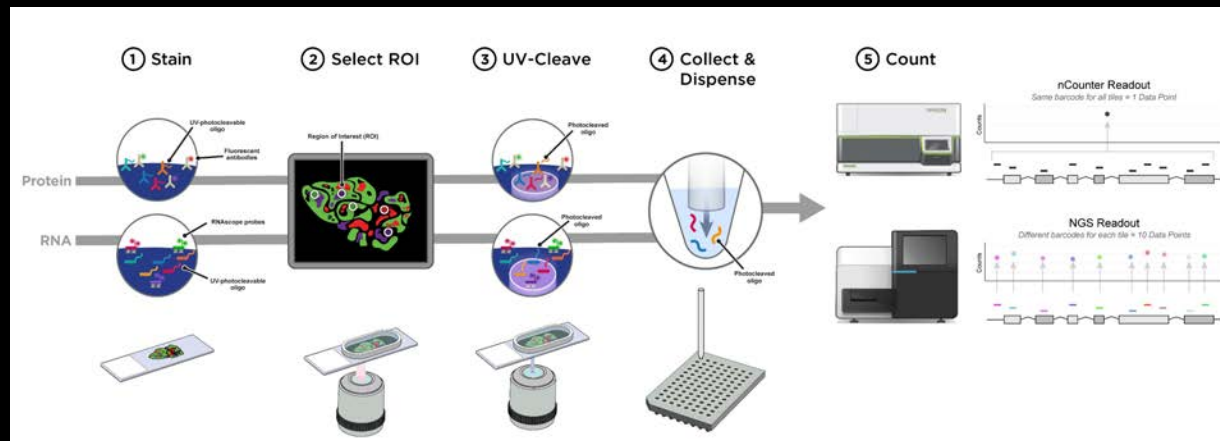 1 Stain
2 Select ROI
3 UV-Cleave
4 Collect &
Dispense
5 Count
Protein
RNA
UV-photocleavable
oligo
Fluorescent
antibodies
RNAscope probes
UV-photocleavable
oligo
Region of Interest (ROI)
Photocleaved
oligo
Photocleaved
oligo
Photocleaved
oligo
nCounter Readout
Same barcode for all tiles = 1 Data Point
Counts
NGS Readout
Different barcodes for each tile = 10 Data Points
Counts